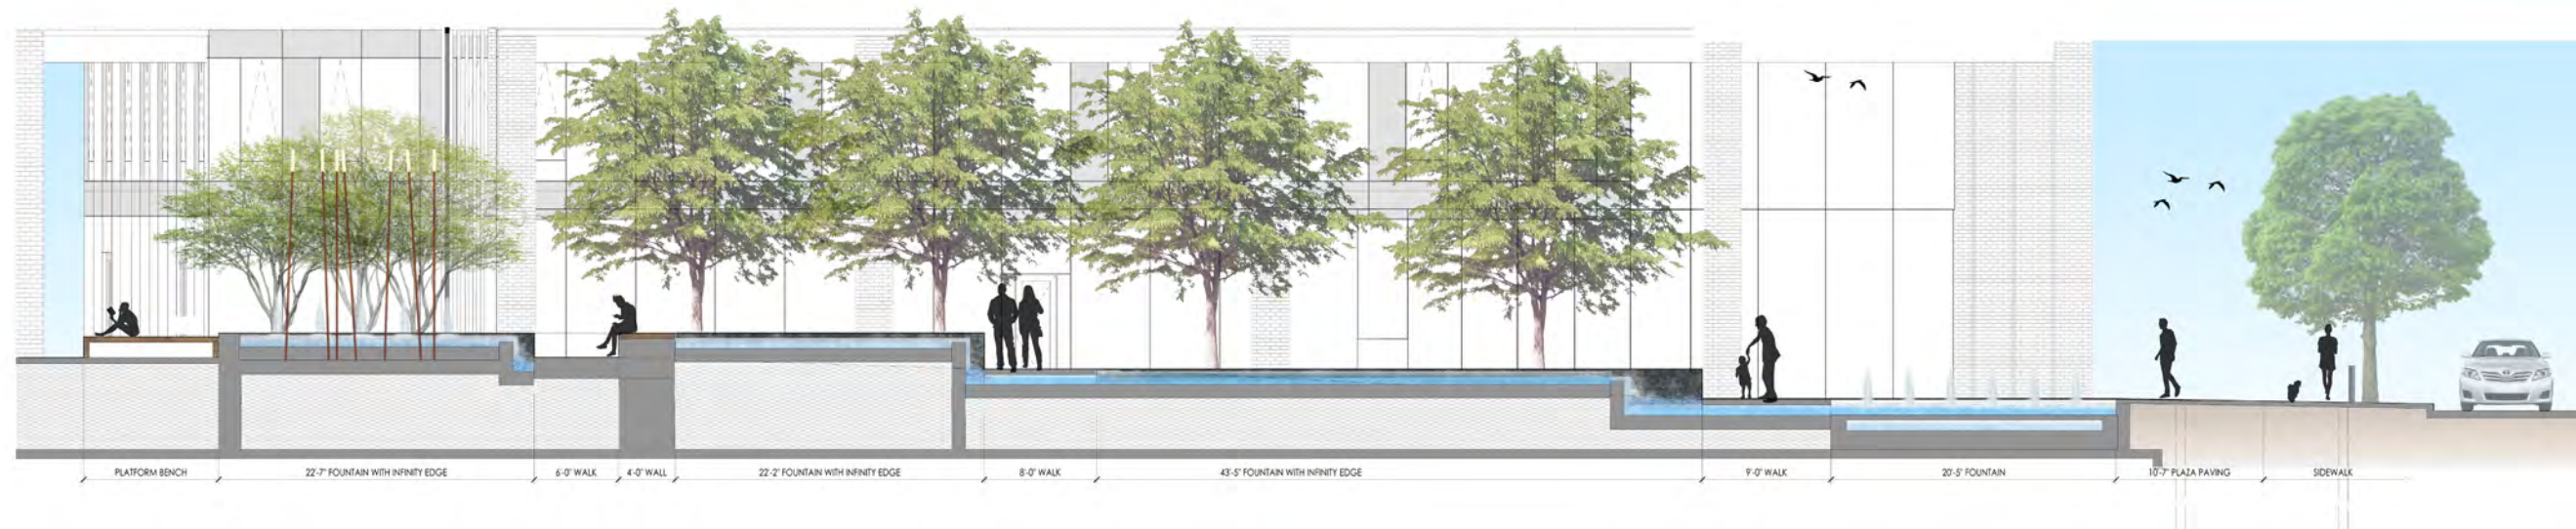 PLATFORM BENCH
22'-7" FOUNTAIN WITH INFINITY EDGE
6'-0" WALK
4'-0" WALL
22'-2" FOUNTAIN WITH INFINITY EDGE
8'-0" WALK
43'-5" FOUNTAIN WITH INFINITY EDGE
9'-0" WALK
20'-5" FOUNTAIN
10'-7" PLAZA PAVING
SIDEWALK